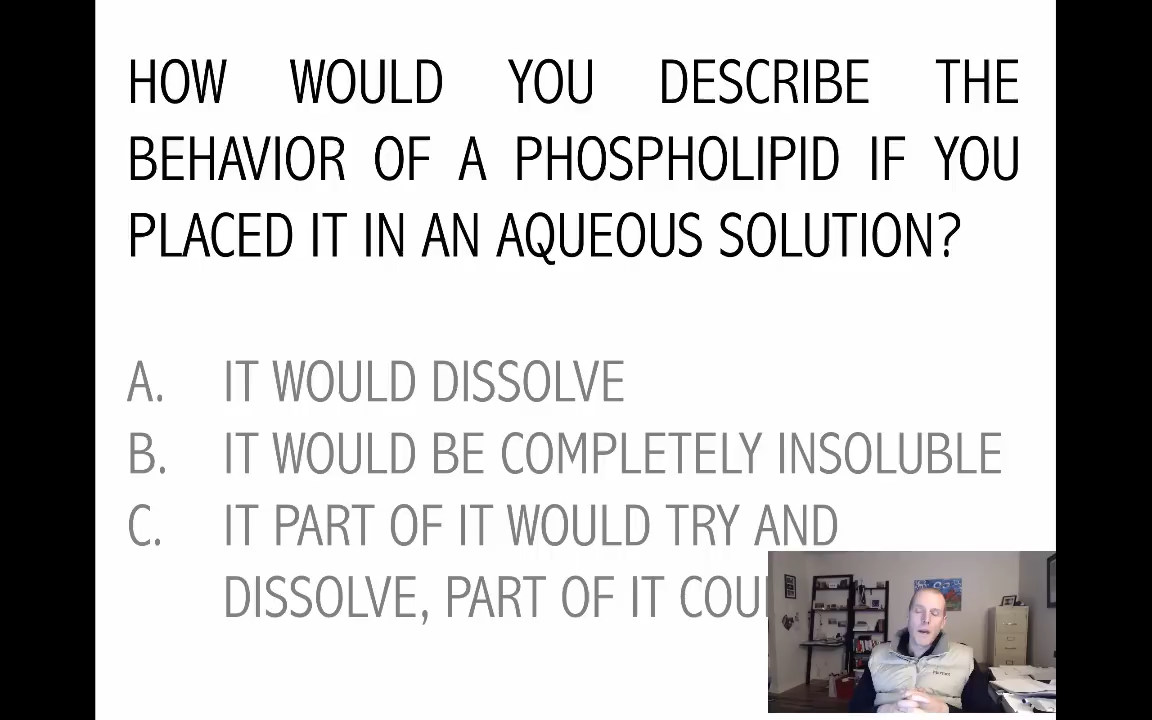 HOW WOULD YOU DESCRIBE THE
BEHAVIOR OF A PHOSPHOLIPID IF YOU
PLACED IT IN AN AQUEOUS SOLUTION?
A. IT WOULD DISSOLVE
B. IT WOULD BE COMPLETELY INSOLUBLE
C. IT PART OF IT WOULD TRY AND
DISSOLVE, PART OF IT